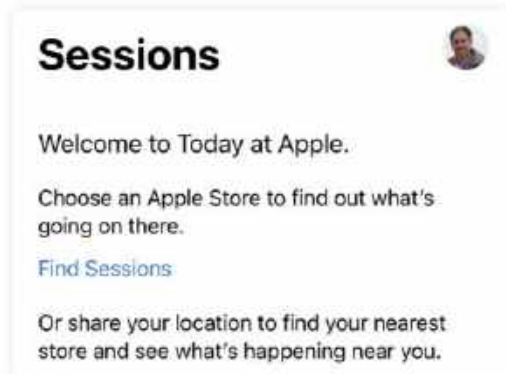 Sessions
Welcome to Today at Apple.
Choose an Apple Store to find out what's
going on there.
Find Sessions
Or share your location to find your nearest
store and see what's happening near you.